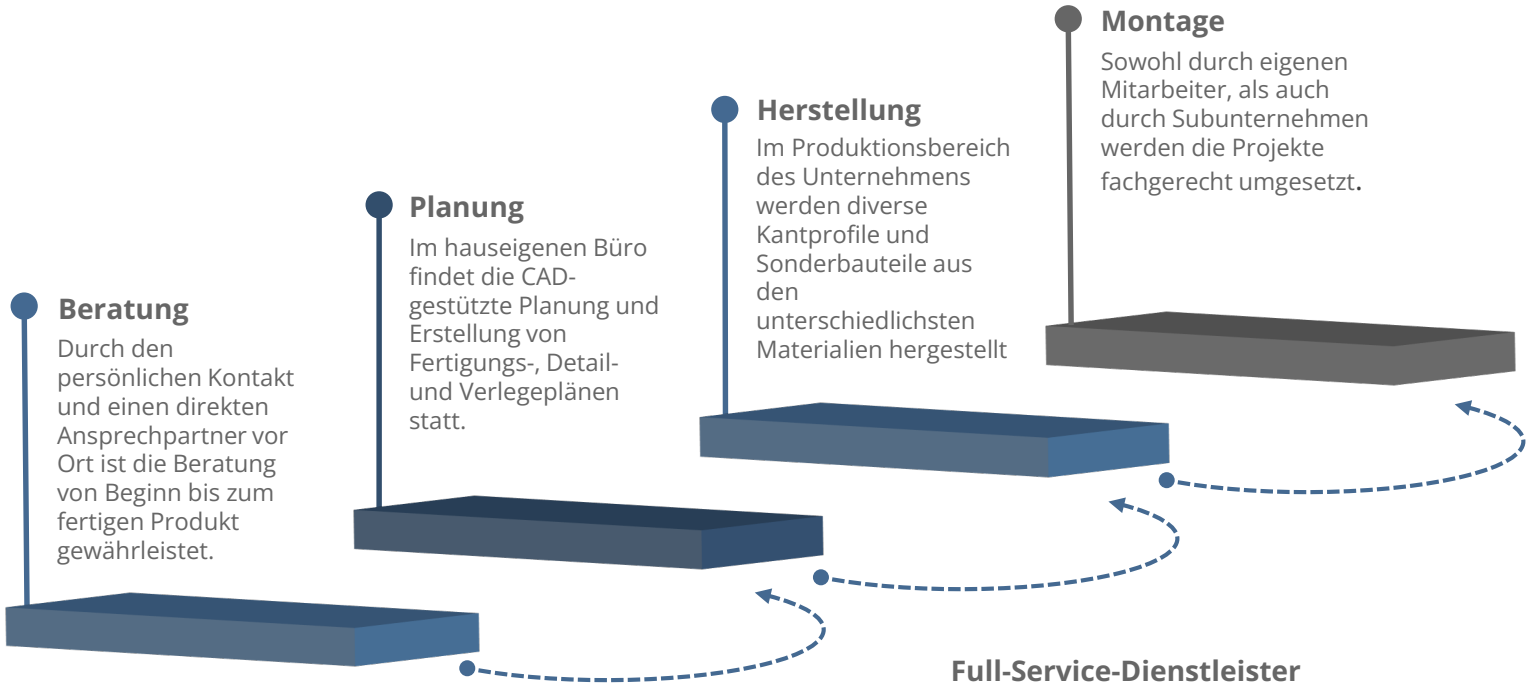 Montage
Sowohl durch eigenen
Mitarbeiter, als auch
durch Subunternehmen
werden die Projekte
fachgerecht umgesetzt.
Herstellung
Im Produktionsbereich
des Unternehmens
werden diverse
Kantprofile und
Sonderbauteile aus
den
unterschiedlichsten
Materialien hergestellt
Planung
Im hauseigenen Büro
findet die CAD-
gestützte Planung und
Erstellung von
Fertigungs-, Detail-
und Verlegeplänen
statt.
Beratung
Durch den
persönlichen Kontakt
und einen direkten
Ansprechpartner vor
Ort ist die Beratung
von Beginn bis zum
fertigen Produkt
gewährleistet.
Full-Service-Dienstleister